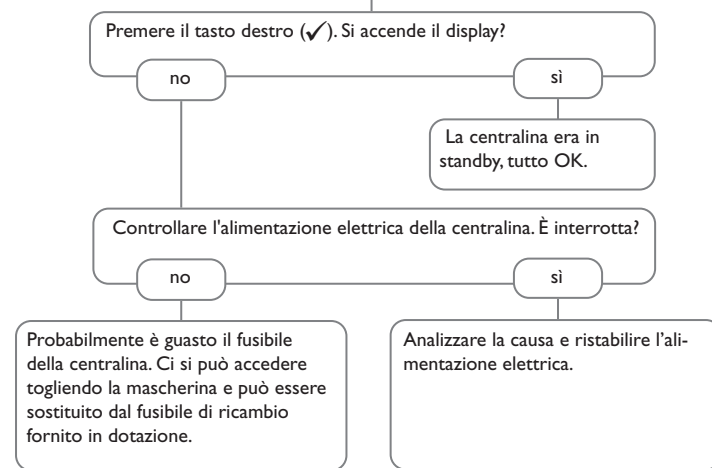 Premere il tasto destro (✓). Si accende il display?
no
sì
La centralina era in
standby, tutto OK.
Controllare l'alimentazione elettrica della centralina. È interrotta?
no
sì
Probabilmente è guasto il fusibile
della centralina. Ci si può accedere
togliendo la mascherina e può essere
sostituito dal fusibile di ricambio
fornito in dotazione.
Analizzare la causa e ristabilire l’ali-
mentazione elettrica.